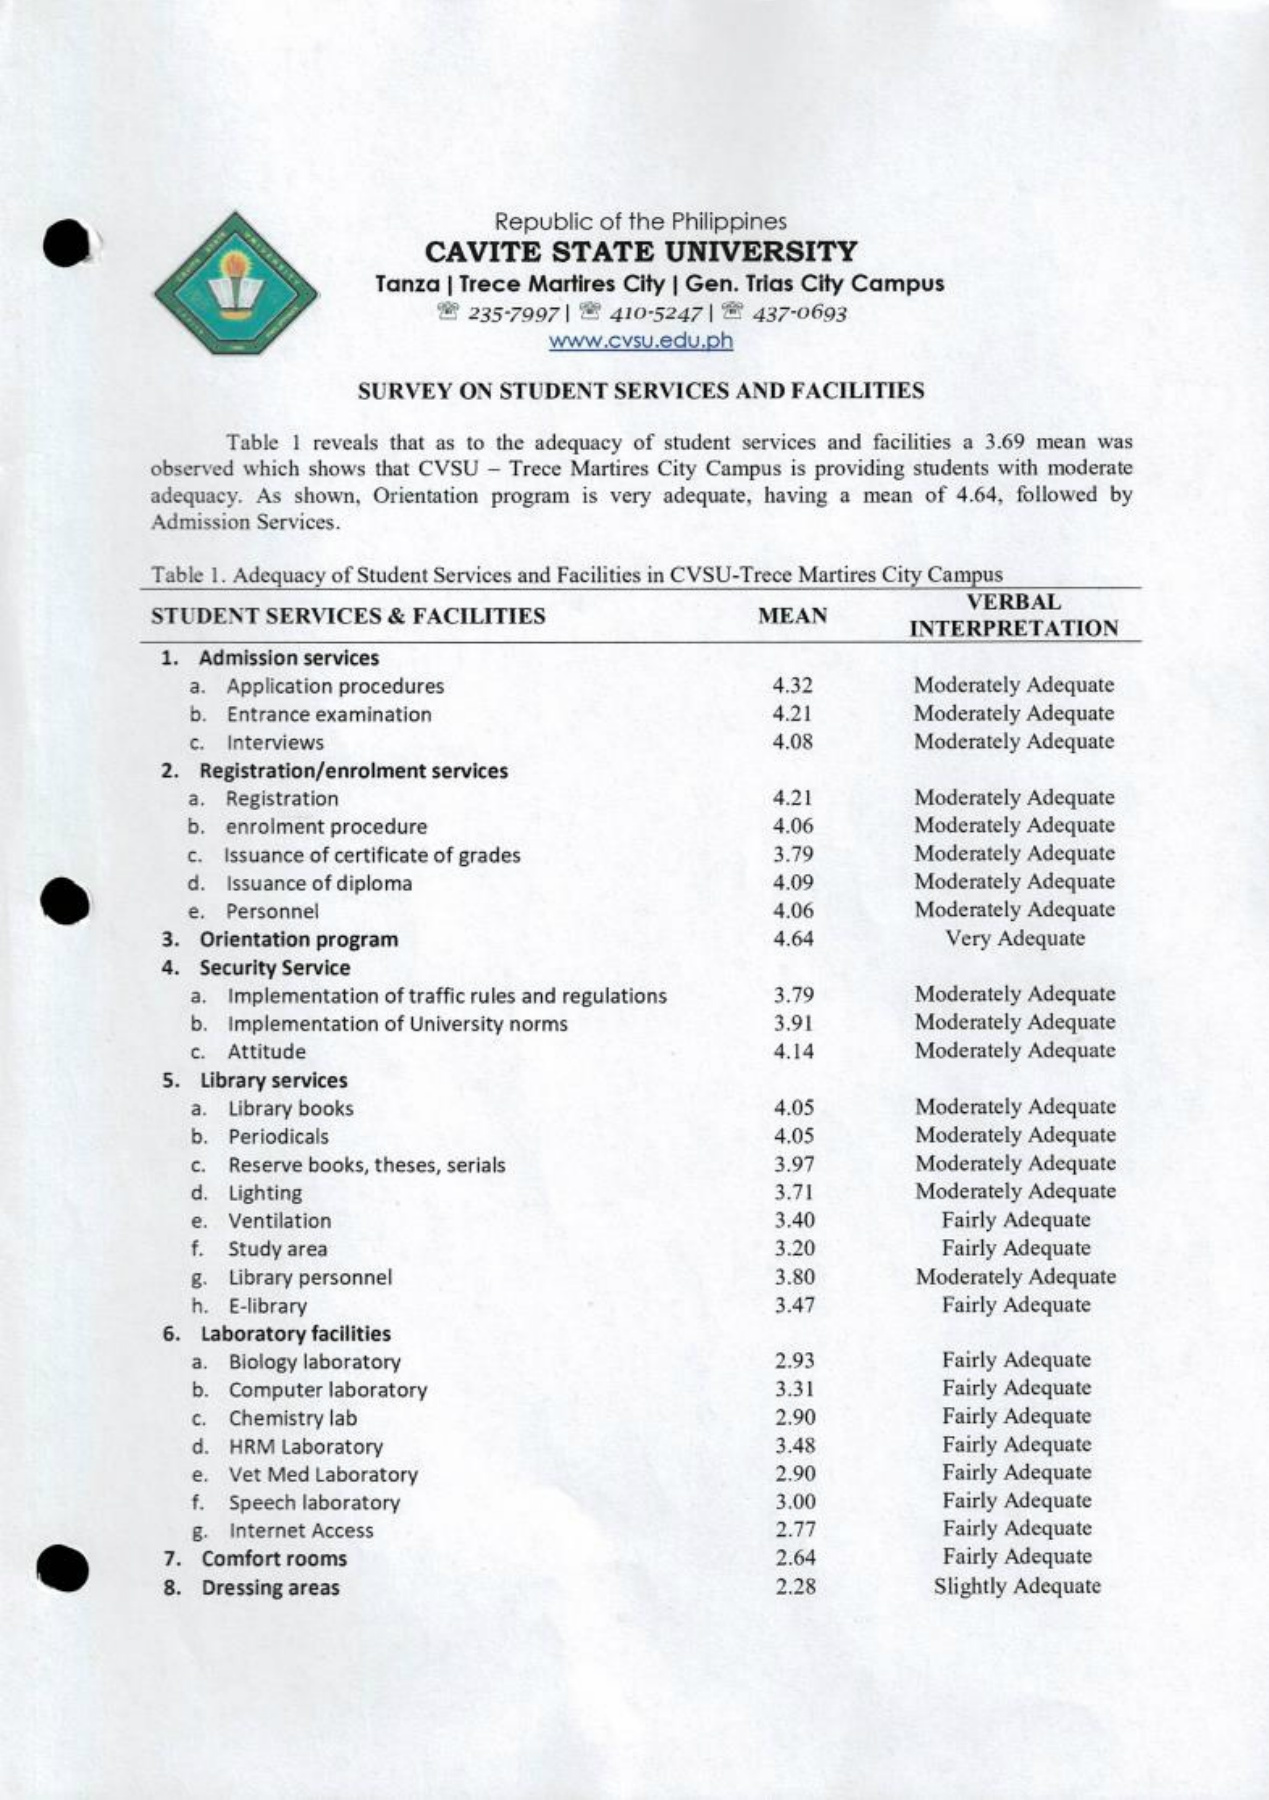 Republic of the Philippines
CAVITE STATE UNIVERSITY
Tanza | Trece Martires City | Gen. Trias City Campus
☏ 235-7997 | ☏ 410-5247 | ☏ 437-0693
www.cvsu.edu.ph
SURVEY ON STUDENT SERVICES AND FACILITIES
Table 1 reveals that as to the adequacy of student services and facilities a 3.69 mean was
observed which shows that CVSU – Trece Martires City Campus is providing students with moderate
adequacy. As shown, Orientation program is very adequate, having a mean of 4.64, followed by
Admission Services.
Table 1. Adequacy of Student Services and Facilities in CVSU-Trece Martires City Campus
STUDENT SERVICES & FACILITIES MEAN VERBAL INTERPRETATION
1. Admission services
a. Application procedures 4.32 Moderately Adequate
b. Entrance examination 4.21 Moderately Adequate
c. Interviews 4.08 Moderately Adequate
2. Registration/enrolment services
a. Registration 4.21 Moderately Adequate
b. enrolment procedure 4.06 Moderately Adequate
c. Issuance of certificate of grades 3.79 Moderately Adequate
d. Issuance of diploma 4.09 Moderately Adequate
e. Personnel 4.06 Moderately Adequate
3. Orientation program 4.64 Very Adequate
4. Security Service
a. Implementation of traffic rules and regulations 3.79 Moderately Adequate
b. Implementation of University norms 3.91 Moderately Adequate
c. Attitude 4.14 Moderately Adequate
5. Library services
a. Library books 4.05 Moderately Adequate
b. Periodicals 4.05 Moderately Adequate
c. Reserve books, theses, serials 3.97 Moderately Adequate
d. Lighting 3.71 Moderately Adequate
e. Ventilation 3.40 Fairly Adequate
f. Study area 3.20 Fairly Adequate
g. Library personnel 3.80 Moderately Adequate
h. E-library 3.47 Fairly Adequate
6. Laboratory facilities
a. Biology laboratory 2.93 Fairly Adequate
b. Computer laboratory 3.31 Fairly Adequate
c. Chemistry lab 2.90 Fairly Adequate
d. HRM Laboratory 3.48 Fairly Adequate
e. Vet Med Laboratory 2.90 Fairly Adequate
f. Speech laboratory 3.00 Fairly Adequate
g. Internet Access 2.77 Fairly Adequate
7. Comfort rooms 2.64 Fairly Adequate
8. Dressing areas 2.28 Slightly Adequate